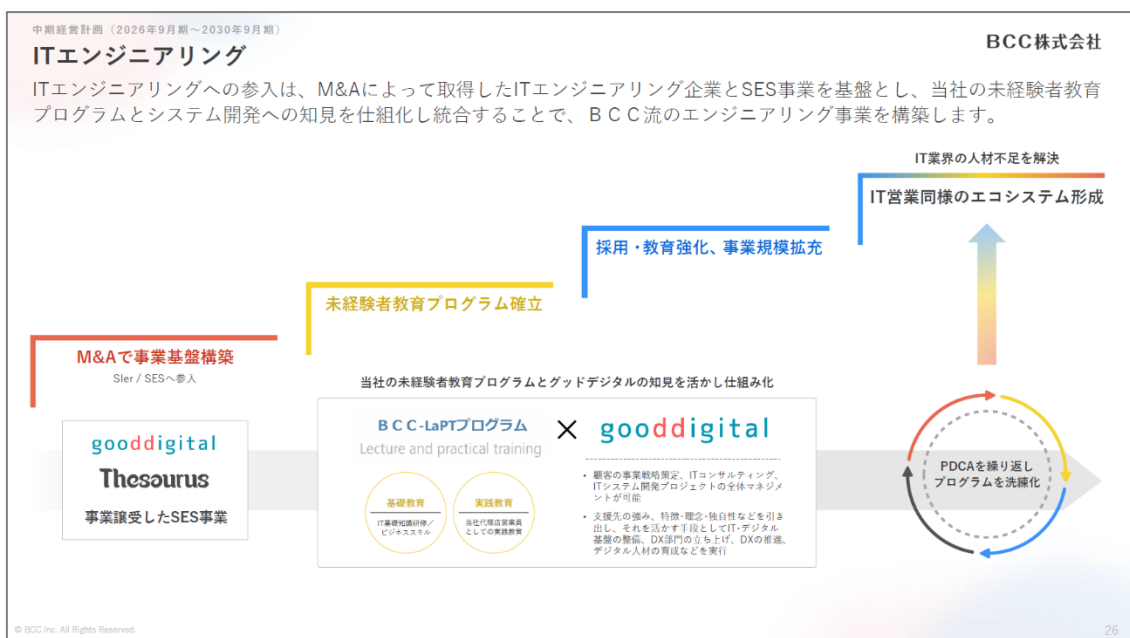 中期経営計画（2026年9月期～2030年9月期）
ITエンジニアリング
BCC株式会社
ITエンジニアリングへの参入は、M&Aによって取得したITエンジニアリング企業とSES事業を基盤とし、当社の未経験者教育
プログラムとシステム開発への知見を仕組化し統合することで、ＢＣＣ流のエンジニアリング事業を構築します。
IT業界の人材不足を解決
IT営業同様のエコシステム形成
採用・教育強化、事業規模拡充
未経験者教育プログラム確立
M&Aで事業基盤構築
SIer / SESへ参入
gooddigital
Thesaurus
事業譲受したSES事業
当社の未経験者教育プログラムとグッドデジタルの知見を活かし仕組み化
ＢＣＣ-LaPTプログラム
Lecture and practical training
基礎教育
IT基礎知識研修／
ビジネススキル
実践教育
当社代理店営業員
としての実践教育
×
gooddigital
• 顧客の事業戦略策定、ITコンサルティング、
ITシステム開発プロジェクトの全体マネジメ
ントが可能
• 支援先の強み、特徴・理念・独自性などを引き
出し、それを活かす手段としてIT・デジタル
基盤の整備、DX部門の立ち上げ、DXの推進、
デジタル人材の育成などを実行
PDCAを繰り返し
プログラムを洗練化
© BCC Inc. All Rights Reserved.
26